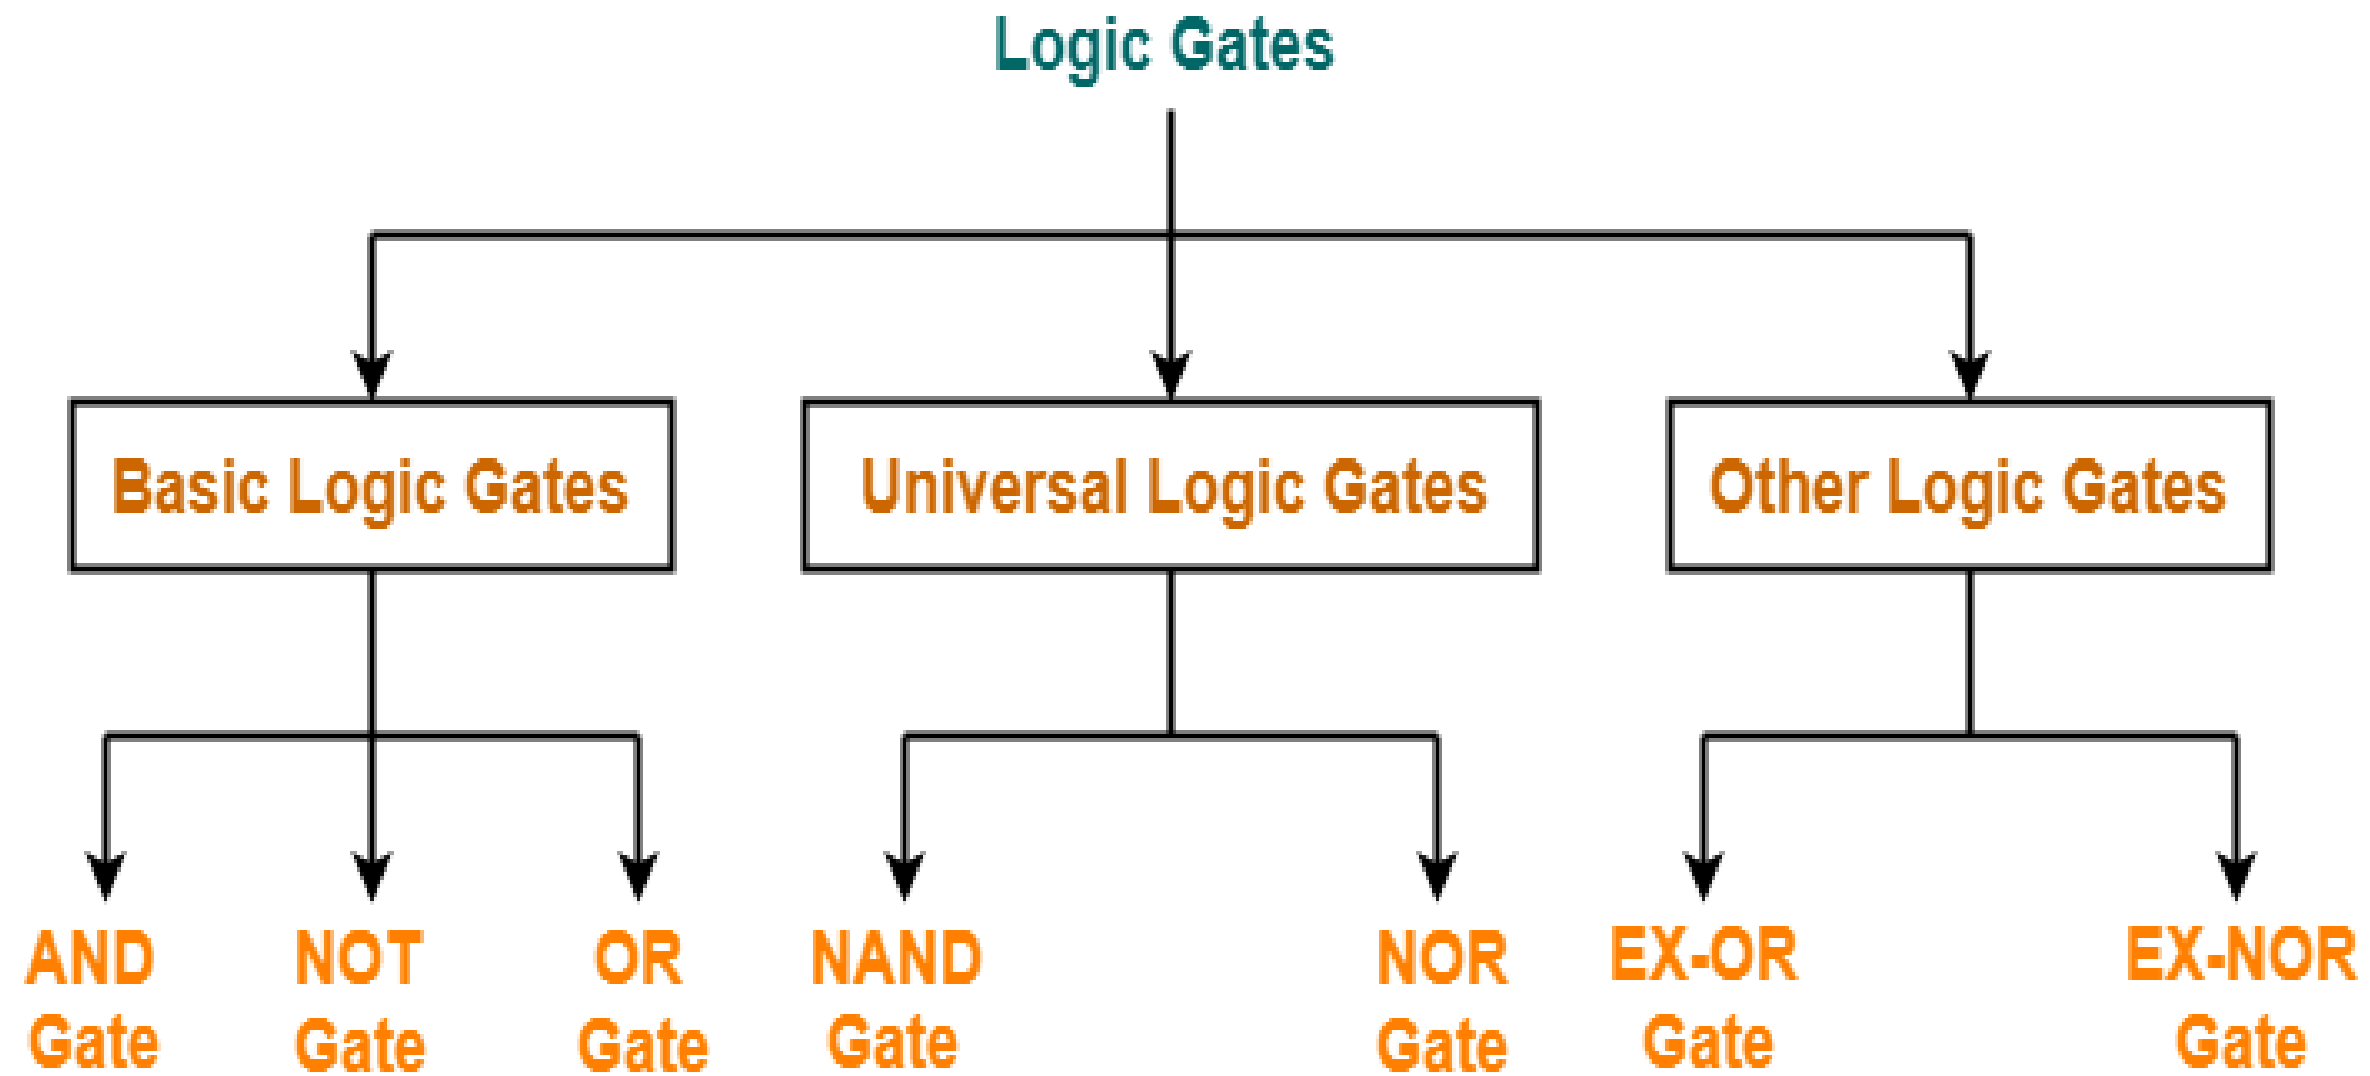 Logic Gates
Basic Logic Gates
Universal Logic Gates
Other Logic Gates
AND
Gate
NOT
Gate
OR
Gate
NAND
Gate
NOR
Gate
EX-OR
Gate
EX-NOR
Gate